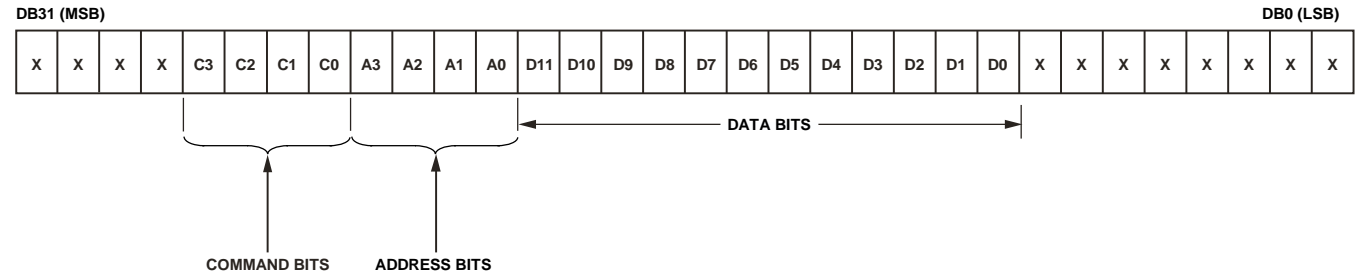 DB31 (MSB) DB0 (LSB)
X X X X C3 C2 C1 C0 A3 A2 A1 A0 D11 D10 D9 D8 D7 D6 D5 D4 D3 D2 D1 D0 X X X X X X X X
DATA BITS
COMMAND BITS ADDRESS BITS